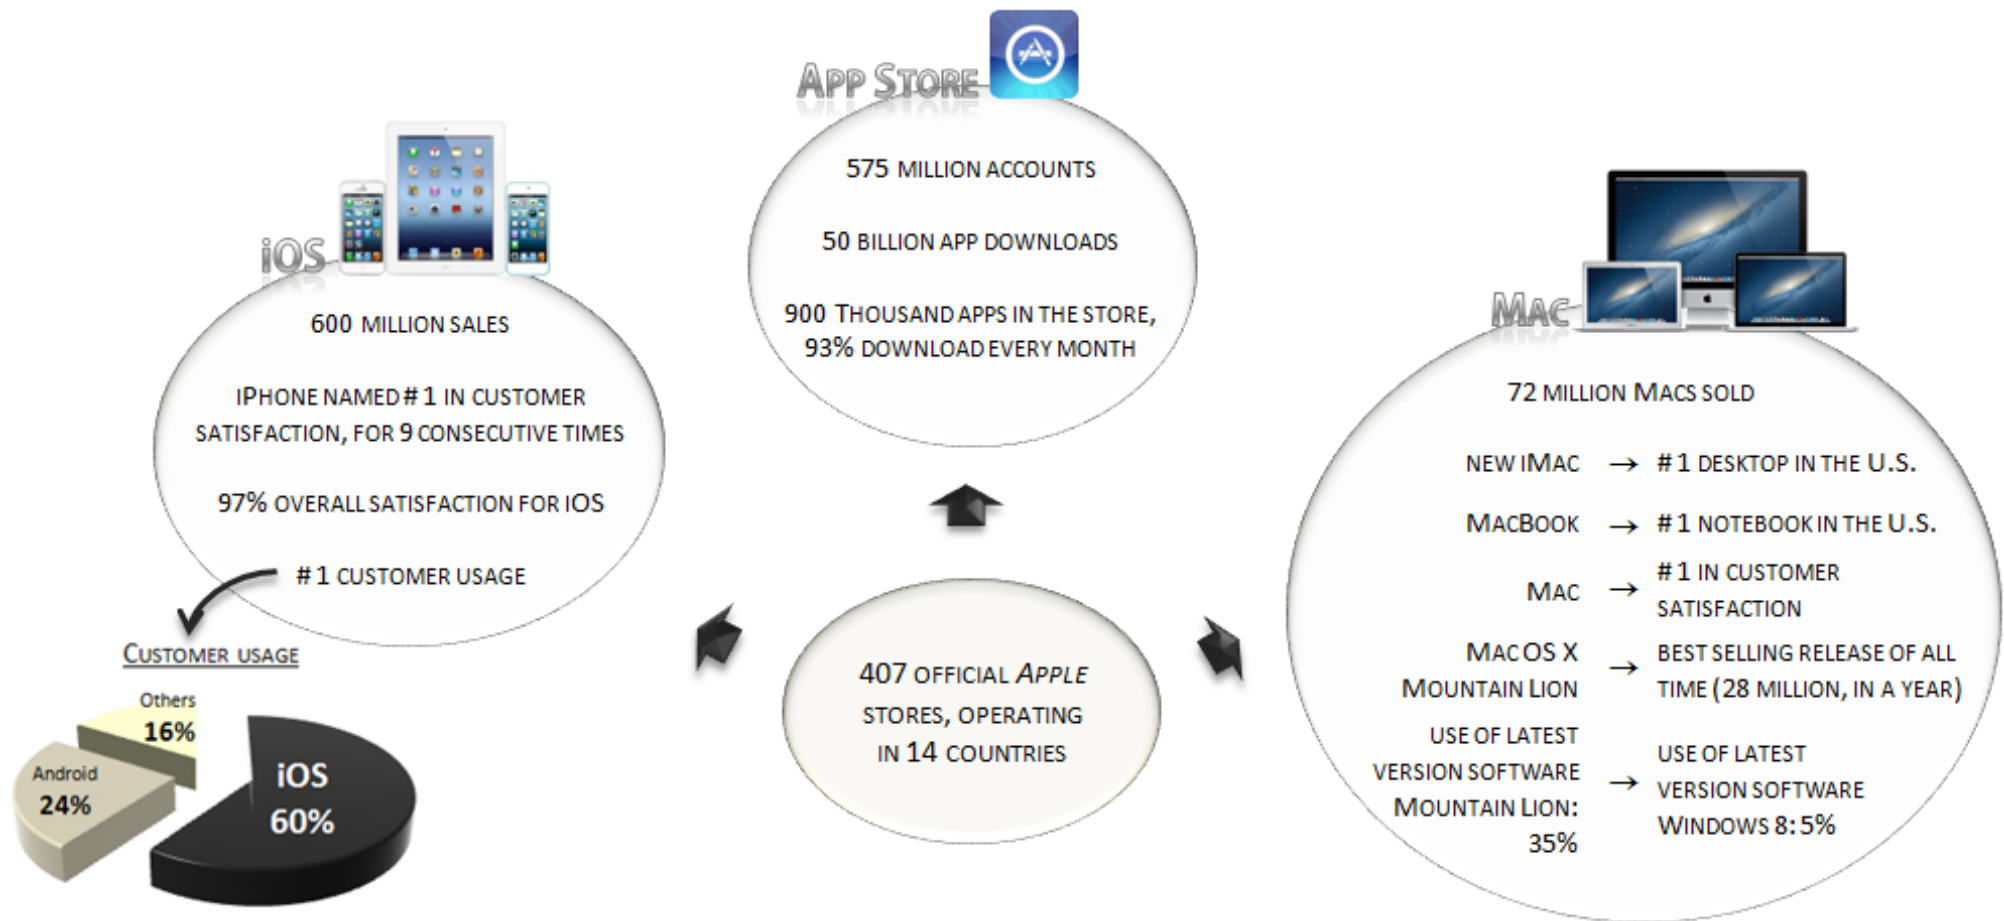 APP STORE
575 MILLION ACCOUNTS
50 BILLION APP DOWNLOADS
900 THOUSAND APPS IN THE STORE,
93% DOWNLOAD EVERY MONTH
iOS
600 MILLION SALES
iPHONE NAMED # 1 IN CUSTOMER
SATISFACTION, FOR 9 CONSECUTIVE TIMES
97% OVERALL SATISFACTION FOR iOS
# 1 CUSTOMER USAGE
CUSTOMER USAGE
Others
16%
Android
24%
iOS
60%
407 OFFICIAL APPLE
STORES, OPERATING
IN 14 COUNTRIES
MAC
72 MILLION MACS SOLD
NEW iMAC → # 1 DESKTOP IN THE U.S.
MACBOOK → # 1 NOTEBOOK IN THE U.S.
MAC → # 1 IN CUSTOMER
SATISFACTION
MAC OS X
MOUNTAIN LION → BEST SELLING RELEASE OF ALL
TIME (28 MILLION, IN A YEAR)
USE OF LATEST
VERSION SOFTWARE
MOUNTAIN LION:
35% → USE OF LATEST
VERSION SOFTWARE
WINDOWS 8: 5%